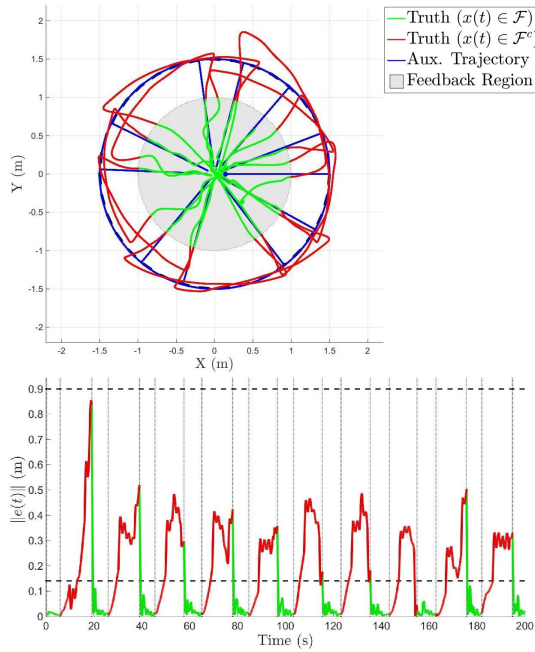 2
1.5
1
0.5
0
-0.5
-1
-1.5
-2
Y (m)
-2 -1.5 -1 -0.5 0 0.5 1 1.5 2
X (m)
Truth (x(t) ∈ F)
Truth (x(t) ∈ Fᶜ)
Aux. Trajectory
Feedback Region
0.9
0.8
0.7
0.6
0.5
0.4
0.3
0.2
0.14
0
‖e(t)‖ (m)
0 20 40 60 80 100 120 140 160 180 200
Time (s)